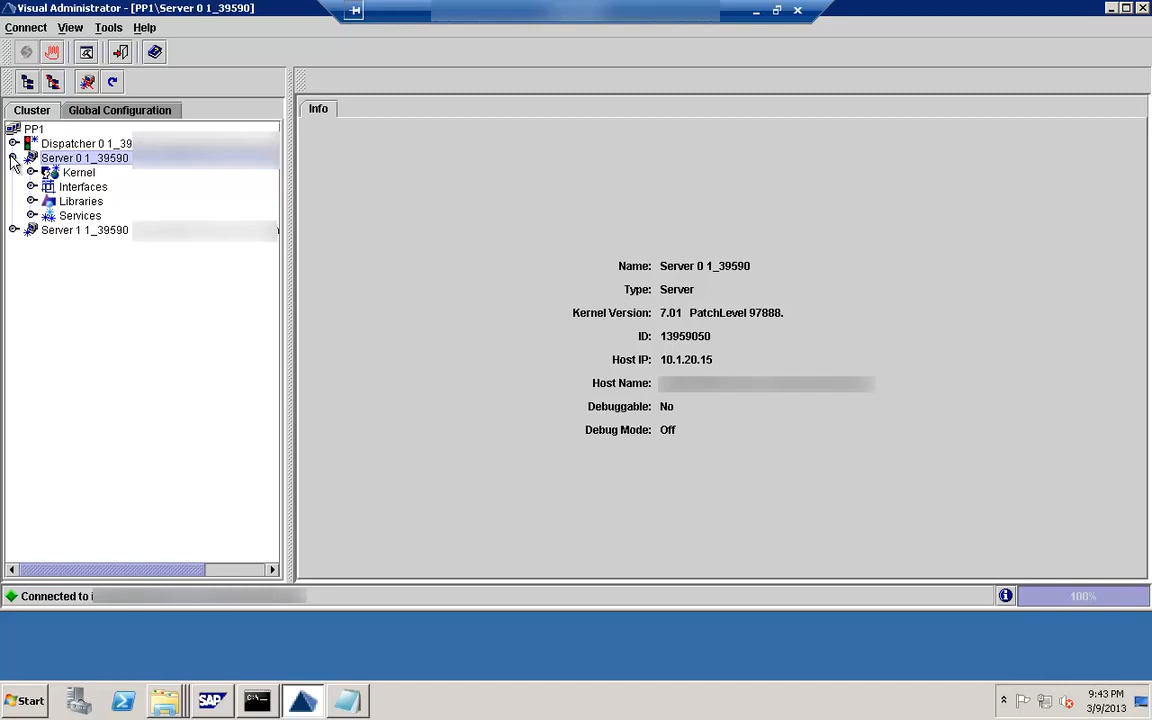 Visual Administrator - [PP1\Server 0 1_39590]
Connect View Tools Help
Cluster Global Configuration
Info
PP1
Dispatcher 0 1_39
Server 0 1_39590
Kernel
Interfaces
Libraries
Services
Server 1 1_39590
Name: Server 0 1_39590
Type: Server
Kernel Version: 7.01 PatchLevel 97888.
ID: 13959050
Host IP: 10.1.20.15
Host Name:
Debuggable: No
Debug Mode: Off
Connected to i
100%
Start
SAP
9:43 PM
3/9/2013